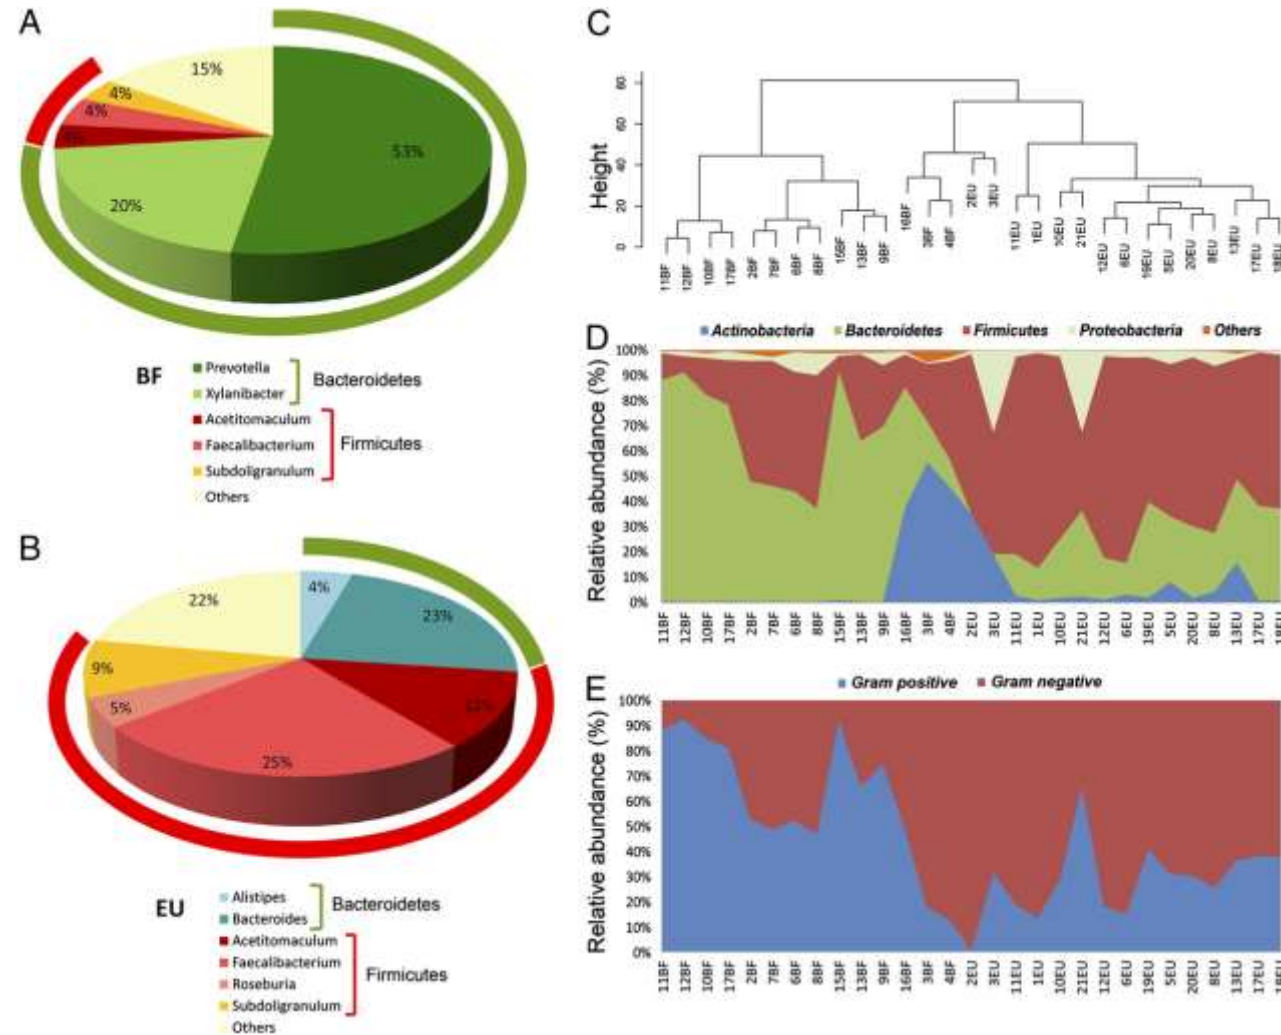 A
15%
4%
4%
53%
20%
BF
Prevotella
Xylanibacter
Bacteroidetes
Acetitomaculum
Faecalibacterium
Subdoligranulum
Firmicutes
Others
B
4%
23%
22%
9%
5%
25%
12%
EU
Alistipes
Bacteroides
Bacteroidetes
Acetitomaculum
Faecalibacterium
Roseburia
Subdoligranulum
Firmicutes
Others
C
Height
0 20 40 60 80
11BF 12BF 10BF 17BF 2BF 7BF 6BF 8BF 15BF 13BF 9BF 16BF 3BF 4BF 2EU 3EU 11EU 1EU 10EU 21EU 12EU 6EU 19EU 5EU 20EU 8EU 13EU 17EU 18EU
D
Actinobacteria Bacteroidetes Firmicutes Proteobacteria Others
Relative abundance (%)
100%
90%
80%
70%
60%
50%
40%
30%
20%
10%
0%
11BF 12BF 10BF 17BF 2BF 7BF 6BF 8BF 15BF 13BF 9BF 16BF 3BF 4BF 2EU 3EU 11EU 1EU 10EU 21EU 12EU 6EU 19EU 5EU 20EU 8EU 13EU 17EU 18EU
E
Gram positive Gram negative
Relative abundance (%)
100%
90%
80%
70%
60%
50%
40%
30%
20%
10%
0%
11BF 12BF 10BF 17BF 2BF 7BF 6BF 8BF 15BF 13BF 9BF 16BF 3BF 4BF 2EU 3EU 11EU 1EU 10EU 21EU 12EU 6EU 19EU 5EU 20EU 8EU 13EU 17EU 18EU